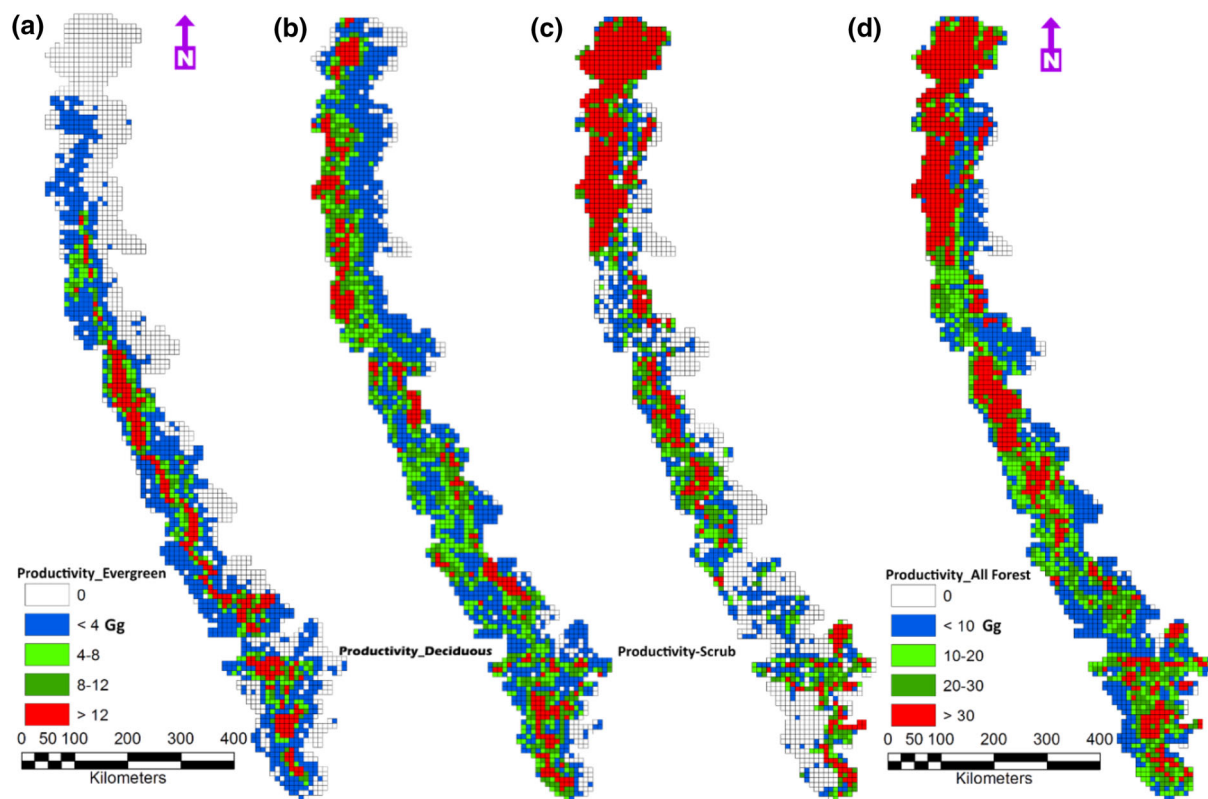 (a)
N
(b)
(c)
(d)
N
Productivity_Evergreen
0
< 4 Gg
4-8
8-12
> 12
0 50 100 200 300 400
Kilometers
Productivity_Deciduous
Productivity-Scrub
Productivity_All Forest
0
< 10 Gg
10-20
20-30
> 30
0 50 100 200 300 400
Kilometers